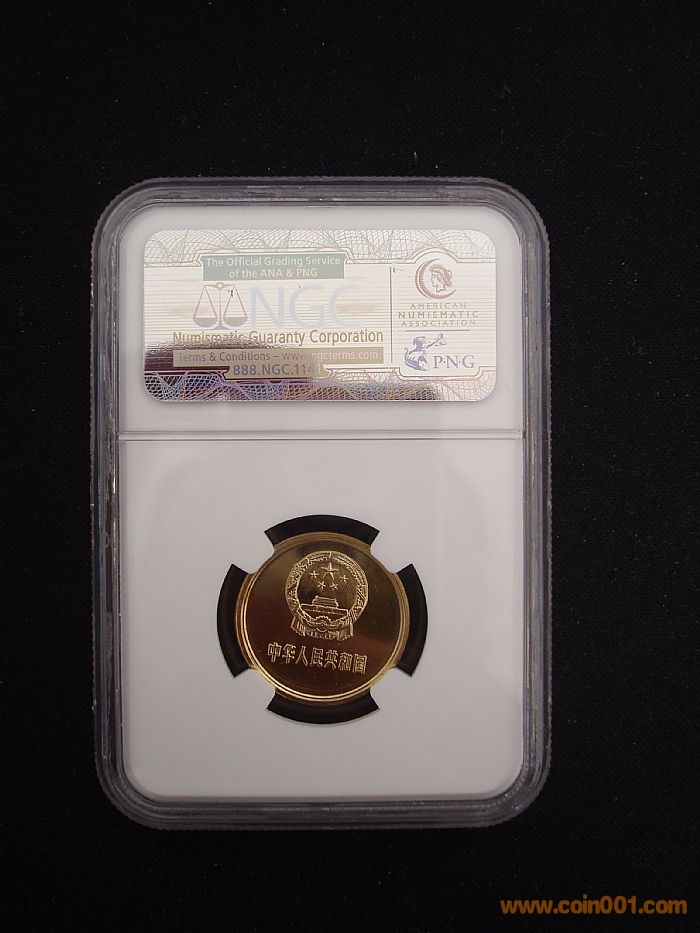 The Official Grading Service
of the ANA & PNG
NGC
Numismatic Guaranty Corporation
Terms & Conditions – www.ngcterms.com
888.NGC.1141
AMERICAN
NUMISMATIC
ASSOCIATION
P·N·G
中华人民共和国
www.coin001.com